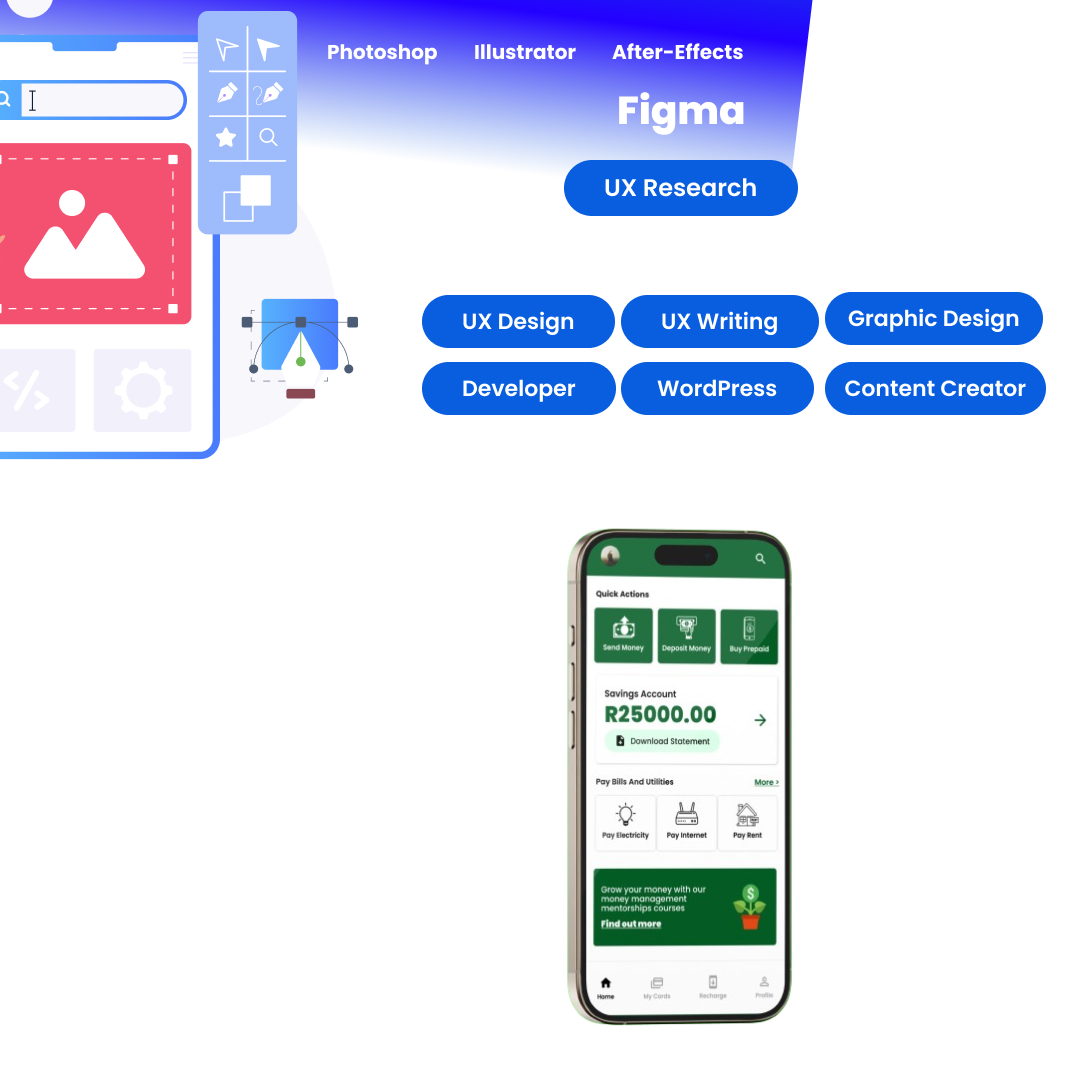 Photoshop Illustrator After-Effects
Figma
UX Research
UX Design UX Writing Graphic Design
Developer WordPress Content Creator
Quick Actions
Send Money Deposit Money Buy Prepaid
Savings Account
R25000.00
Download Statement
Pay Bills And Utilities More >
Pay Electricity Pay Internet Pay Rent
Grow your money with our
money management
mentorships courses
Find out more
Home My Cards Recharge Profile